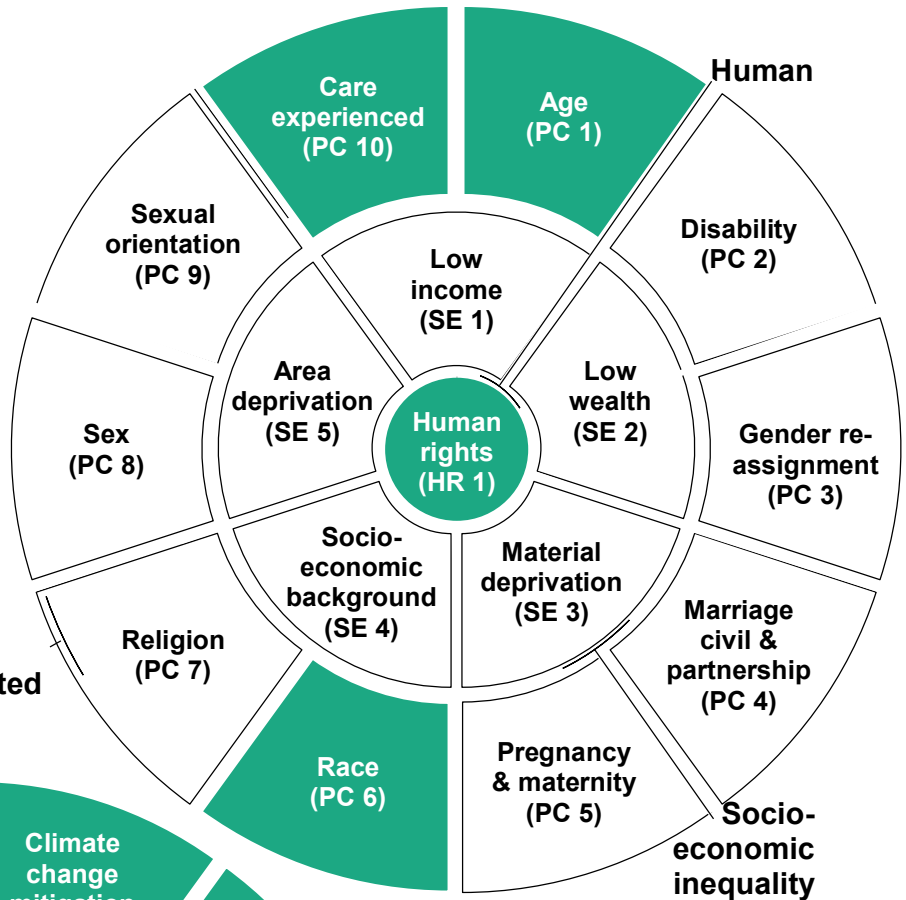 Human
Care
experienced
(PC 10)
Age
(PC 1)
Disability
(PC 2)
Gender re-
assignment
(PC 3)
Marriage
civil &
partnership
(PC 4)
Pregnancy
& maternity
(PC 5)
Race
(PC 6)
Religion
(PC 7)
Sex
(PC 8)
Sexual
orientation
(PC 9)
Low
income
(SE 1)
Low
wealth
(SE 2)
Material
deprivation
(SE 3)
Socio-
economic
background
(SE 4)
Area
deprivation
(SE 5)
Human
rights
(HR 1)
ted
Socio-
economic
inequality
Climate
change
mitigation